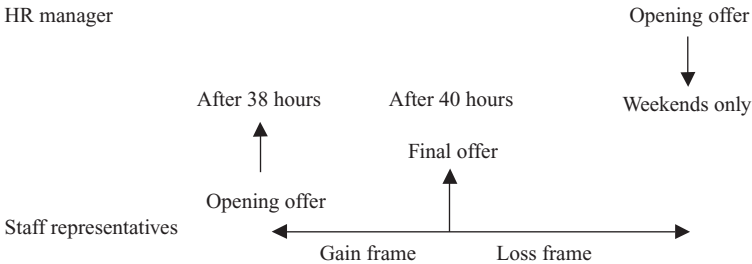 HR manager
Opening offer
After 38 hours
After 40 hours
Weekends only
Final offer
Opening offer
Staff representatives
Gain frame
Loss frame